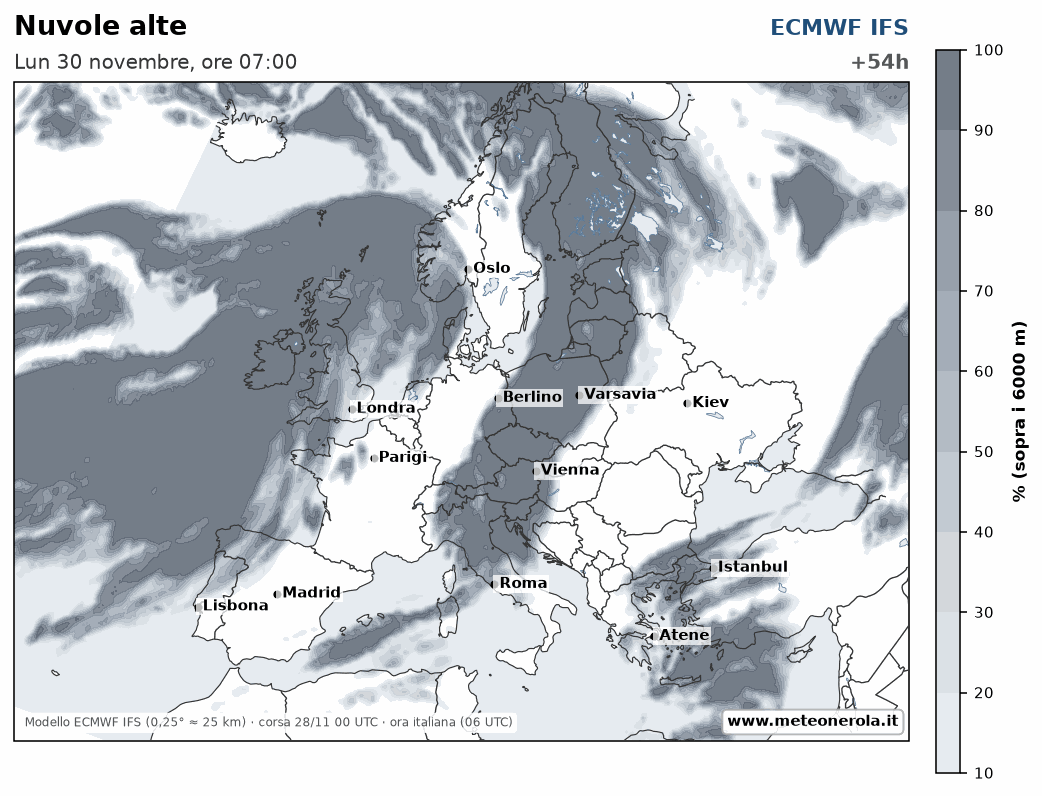 Nuvole alte
ECMWF IFS
Lun 30 novembre, ore 07:00
+54h
100
90
80
70
60
50
40
30
20
10
% (sopra i 6000 m)
Oslo
Berlino
Varsavia
Kiev
Londra
Parigi
Vienna
Istanbul
Roma
Madrid
Lisbona
Atene
Modello ECMWF IFS (0,25° ≈ 25 km) · corsa 28/11 00 UTC · ora italiana (06 UTC)
www.meteonerola.it